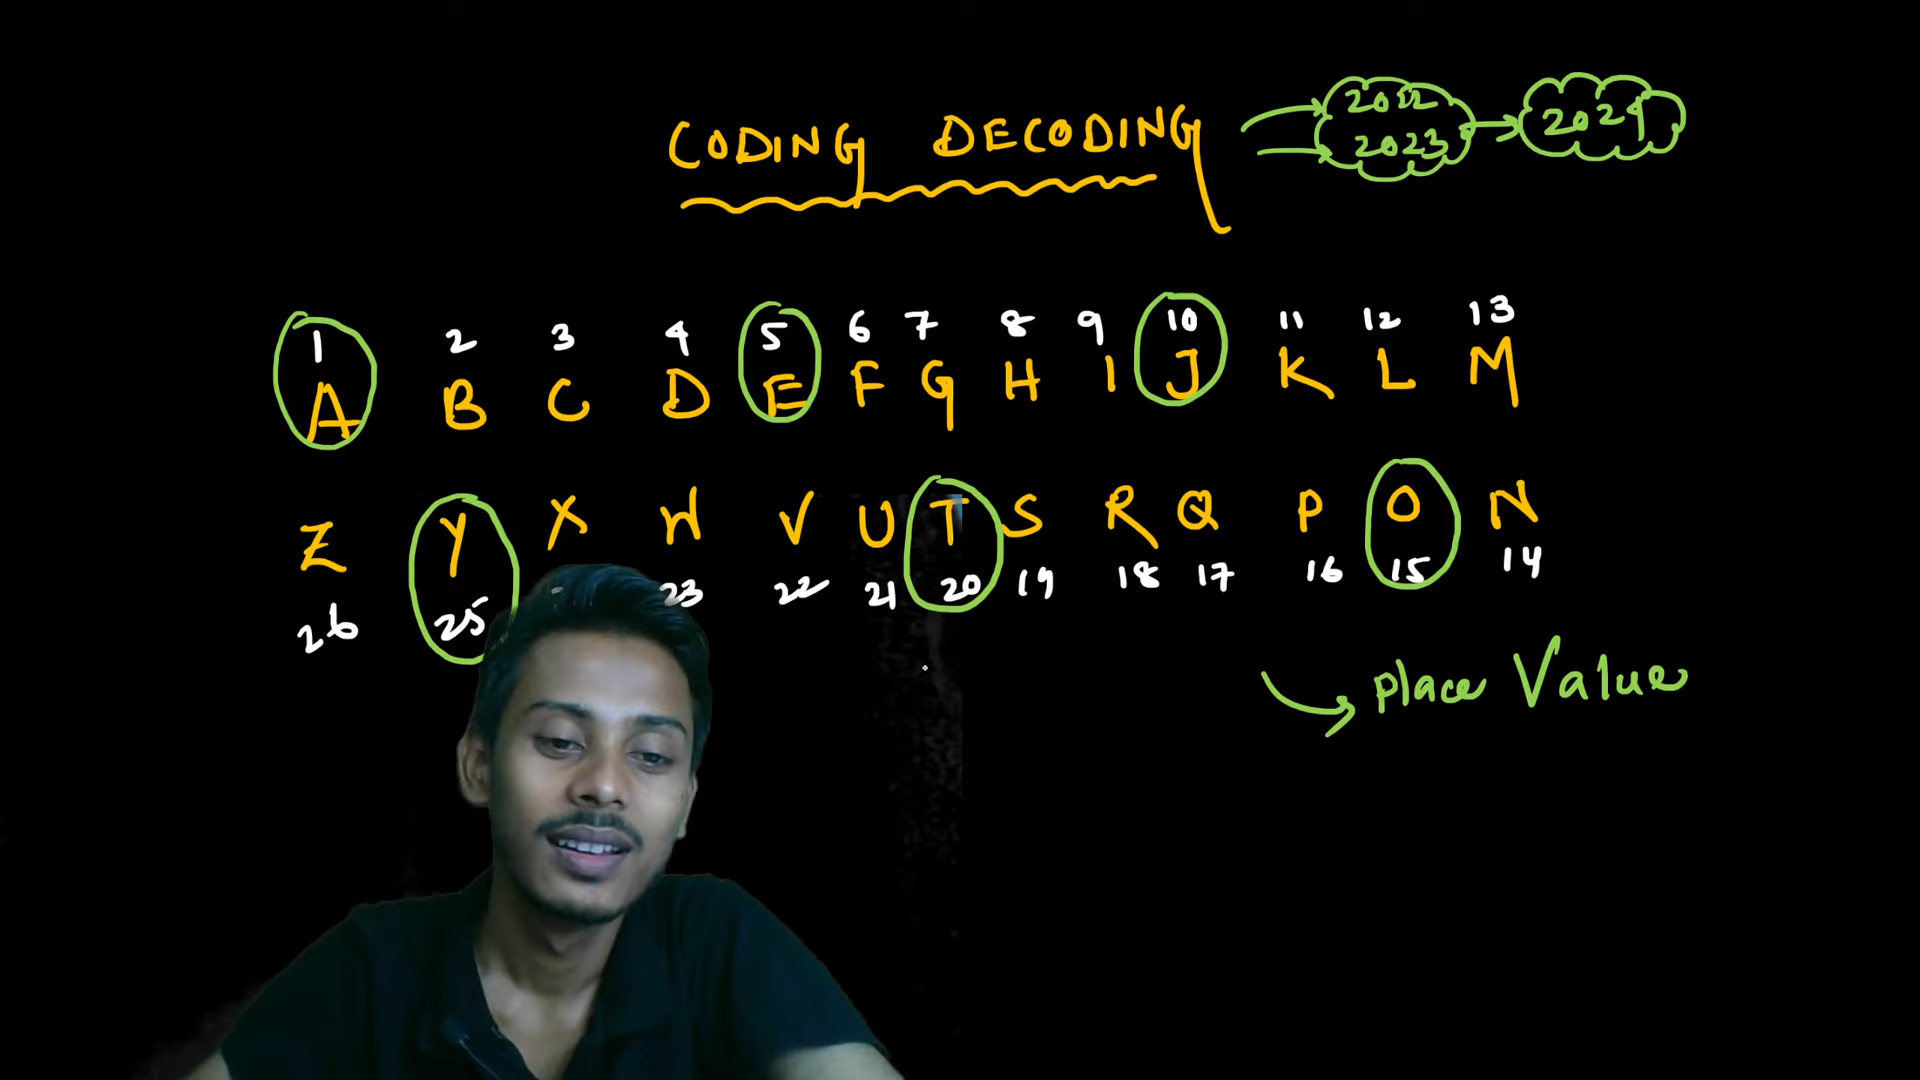 CODING DECODING
2022
2023
2024
1 2 3 4 5 6 7 8 9 10 11 12 13
A B C D E F G H I J K L M
Z Y X W V U T S R Q P O N
26 25 23 22 21 20 19 18 17 16 15 14
Place Value